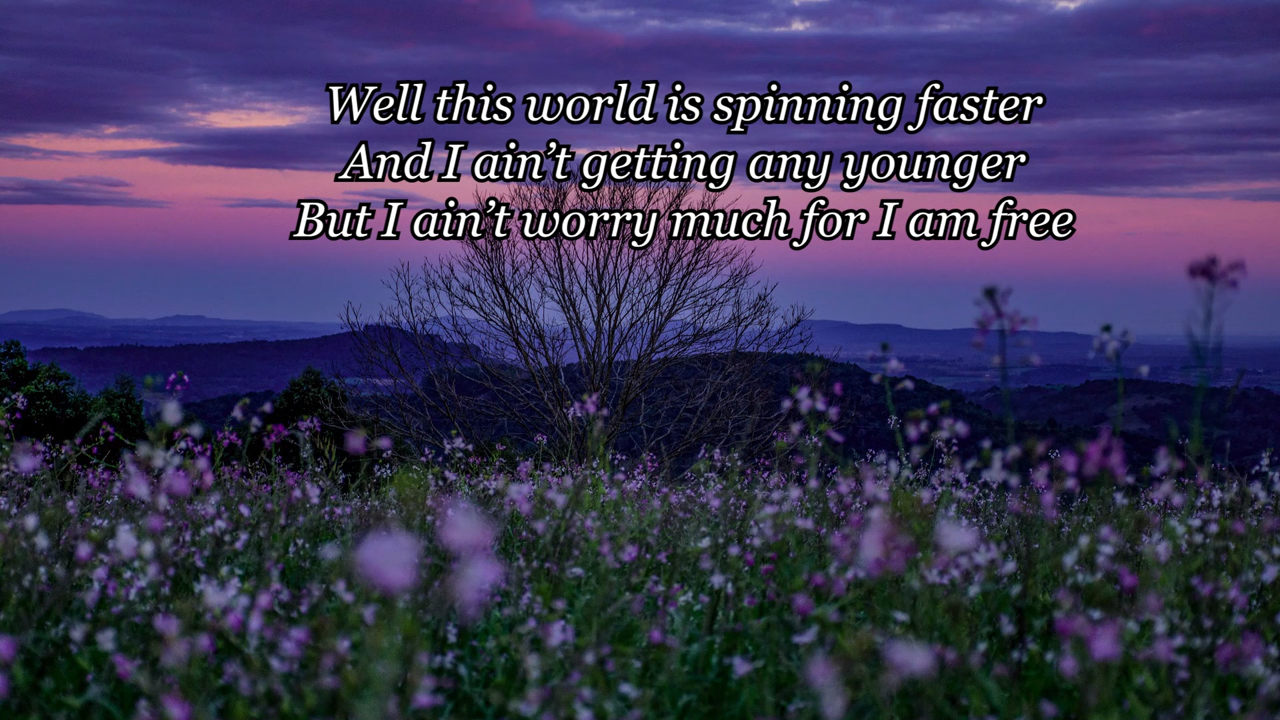 Well this world is spinning faster
And I ain’t getting any younger
But I ain’t worry much for I am free